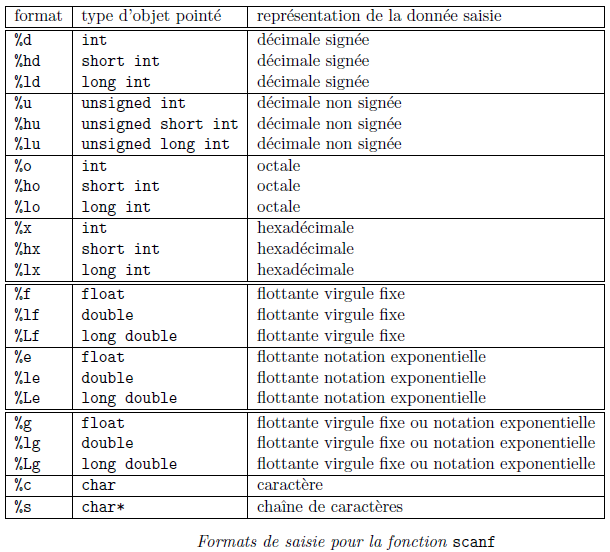 format type d'objet pointé représentation de la donnée saisie
%d int décimale signée
%hd short int décimale signée
%ld long int décimale signée
%u unsigned int décimale non signée
%hu unsigned short int décimale non signée
%lu unsigned long int décimale non signée
%o int octale
%ho short int octale
%lo long int octale
%x int hexadécimale
%hx short int hexadécimale
%lx long int hexadécimale
%f float flottante virgule fixe
%lf double flottante virgule fixe
%Lf long double flottante virgule fixe
%e float flottante notation exponentielle
%le double flottante notation exponentielle
%Le long double flottante notation exponentielle
%g float flottante virgule fixe ou notation exponentielle
%lg double flottante virgule fixe ou notation exponentielle
%Lg long double flottante virgule fixe ou notation exponentielle
%c char caractère
%s char* chaîne de caractères
Formats de saisie pour la fonction scanf